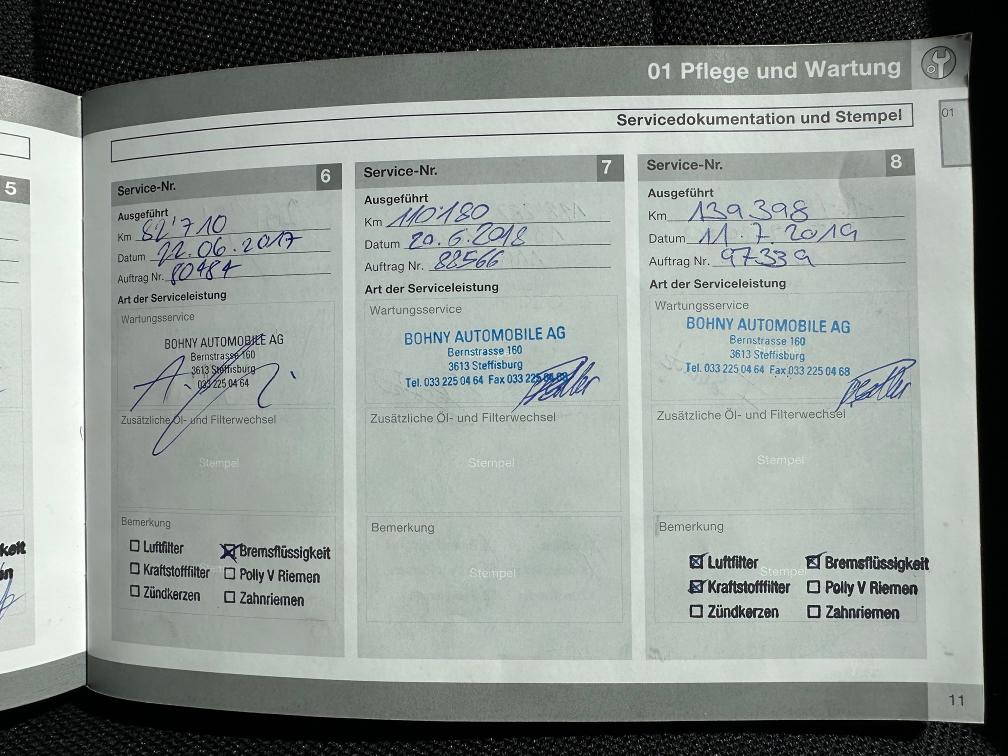 01 Pflege und Wartung
01
Servicedokumentation und Stempel
5
keit
en
Service-Nr. 6
Ausgeführt
Km 82'710
Datum 22.06.2017
Auftrag Nr. 80484
Art der Serviceleistung
Wartungsservice
BOHNY AUTOMOBILE AG
Bernstrasse 160
3613 Steffisburg
033 225 04 64
Zusätzliche Öl- und Filterwechsel
Stempel
Bemerkung
☐ Luftfilter ☒ Bremsflüssigkeit
☐ Kraftstofffilter ☐ Polly V Riemen
☐ Zündkerzen ☐ Zahnriemen
Service-Nr. 7
Ausgeführt
Km 110'180
Datum 20.6.2018
Auftrag Nr. 88566
Art der Serviceleistung
Wartungsservice
BOHNY AUTOMOBILE AG
Bernstrasse 160
3613 Steffisburg
Tel. 033 225 04 64 Fax 033 225 04 68
Zusätzliche Öl- und Filterwechsel
Stempel
Bemerkung
Stempel
Service-Nr. 8
Ausgeführt
Km 139398
Datum 11.7.2019
Auftrag Nr. 97339
Art der Serviceleistung
Wartungsservice
BOHNY AUTOMOBILE AG
Bernstrasse 160
3613 Steffisburg
Tel. 033 225 04 64 Fax 033 225 04 68
Zusätzliche Öl- und Filterwechsel
Stempel
Bemerkung
☒ Luftfilter ☒ Bremsflüssigkeit
Stempel
☒ Kraftstofffilter ☐ Polly V Riemen
☐ Zündkerzen ☐ Zahnriemen
11